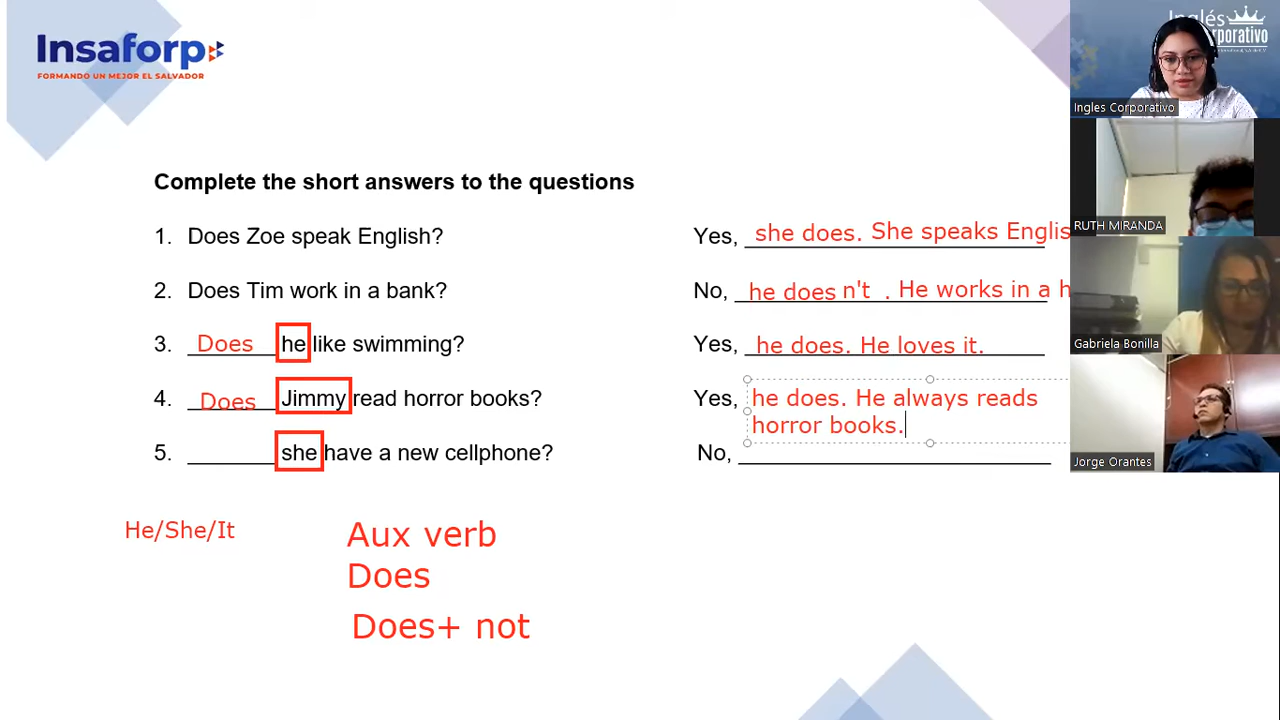 Insaforp
FORMANDO UN MEJOR EL SALVADOR
Inglés
Corporativo
Ingles Corporativo
RUTH MIRANDA
Gabriela Bonilla
Jorge Orantes
Complete the short answers to the questions
1. Does Zoe speak English? Yes, she does. She speaks Englis
2. Does Tim work in a bank? No, he does n't . He works in a h
3. Does he like swimming? Yes, he does. He loves it.
4. Does Jimmy read horror books? Yes, he does. He always reads
horror books.
5. ______ she have a new cellphone? No, ______
He/She/It
Aux verb
Does
Does+ not